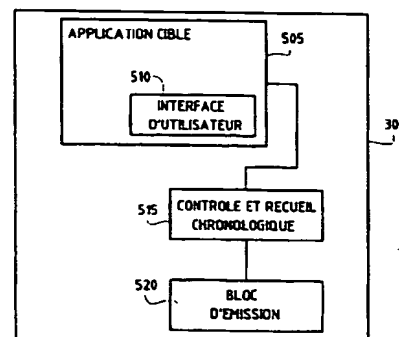 APPLICATION CIBLE
505
510
INTERFACE
D'UTILISATEUR
30
515
CONTROLE ET RECUEIL
CHRONOLOGIQUE
520
BLOC
D'EMISSION